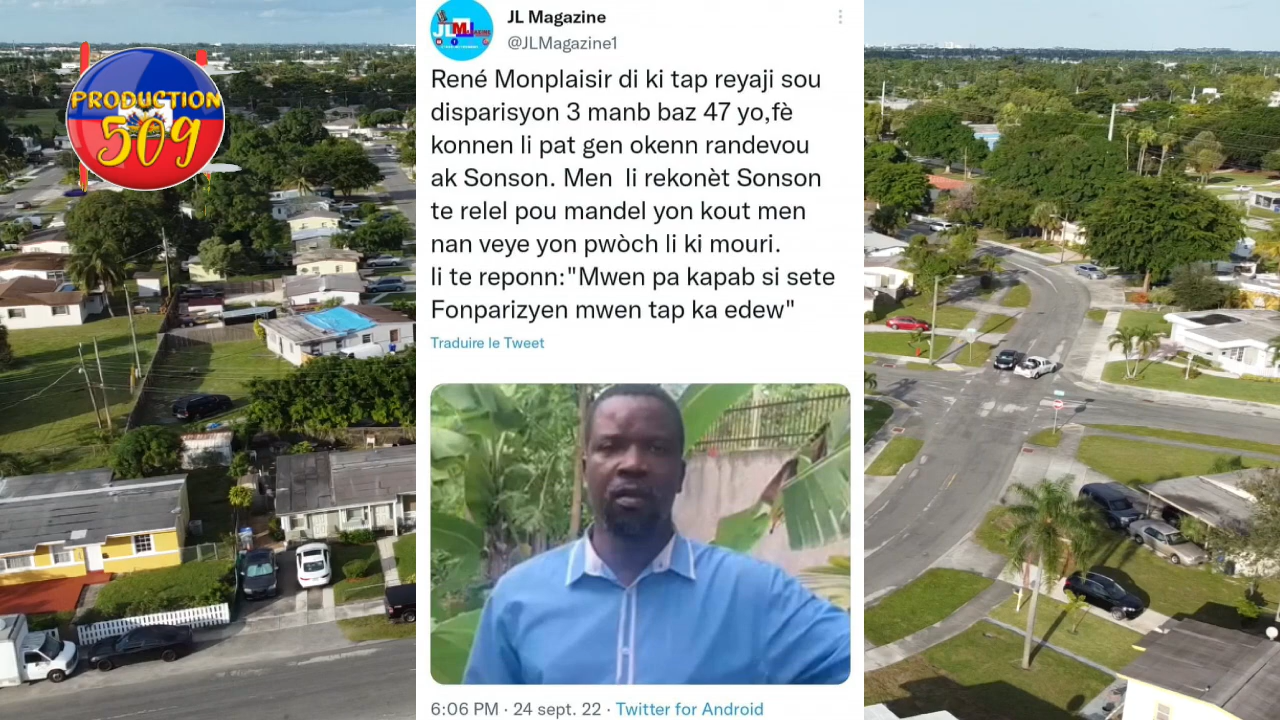 PRODUCTION
509
JL Magazine
@JLMagazine1
René Monplaisir di ki tap reyaji sou
disparisyon 3 manb baz 47 yo,fè
konnen li pat gen okenn randevou
ak Sonson. Men li rekonèt Sonson
te relel pou mandel yon kout men
nan veye yon pwòch li ki mouri.
li te reponn:"Mwen pa kapab si sete
Fonparizyen mwen tap ka edew"
Traduire le Tweet
6:06 PM · 24 sept. 22 · Twitter for Android